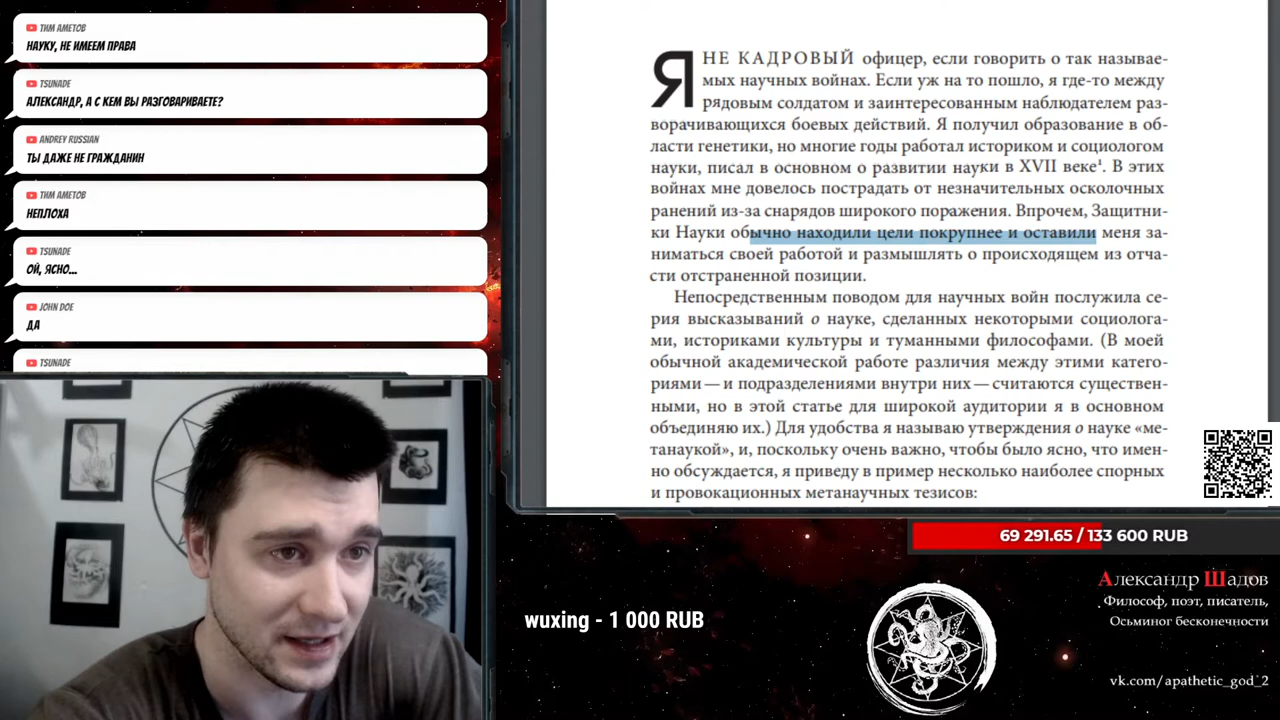 ТИМ АМЕТОВ
НАУКУ, НЕ ИМЕЕМ ПРАВА
TSUNADE
АЛЕКСАНДР, А С КЕМ ВЫ РАЗГОВАРИВАЕТЕ?
ANDREY RUSSIAN
ТЫ ДАЖЕ НЕ ГРАЖДАНИН
ТИМ АМЕТОВ
НЕПЛОХА
TSUNADE
ОЙ, ЯСНО...
JOHN DOE
ДА
TSUNADE
Я НЕ КАДРОВЫЙ офицер, если говорить о так называе-
мых научных войнах. Если уж на то пошло, я где-то между
рядовым солдатом и заинтересованным наблюдателем раз-
ворачивающихся боевых действий. Я получил образование в об-
ласти генетики, но многие годы работал историком и социологом
науки, писал в основном о развитии науки в XVII веке¹. В этих
войнах мне довелось пострадать от незначительных осколочных
ранений из-за снарядов широкого поражения. Впрочем, Защитни-
ки Науки обычно находили цели покрупнее и оставили меня за-
ниматься своей работой и размышлять о происходящем из отча-
сти отстраненной позиции.
Непосредственным поводом для научных войн послужила се-
рия высказываний о науке, сделанных некоторыми социолога-
ми, историками культуры и туманными философами. (В моей
обычной академической работе различия между этими катего-
риями — и подразделениями внутри них — считаются существен-
ными, но в этой статье для широкой аудитории я в основном
объединяю их.) Для удобства я называю утверждения о науке «ме-
танаукой», и, поскольку очень важно, чтобы было ясно, что имен-
но обсуждается, я приведу в пример несколько наиболее спорных
и провокационных метанаучных тезисов:
69 291.65 / 133 600 RUB
wuxing - 1 000 RUB
Александр Шадов
Философ, поэт, писатель,
Осьминог бесконечности
vk.com/apathetic_god_2